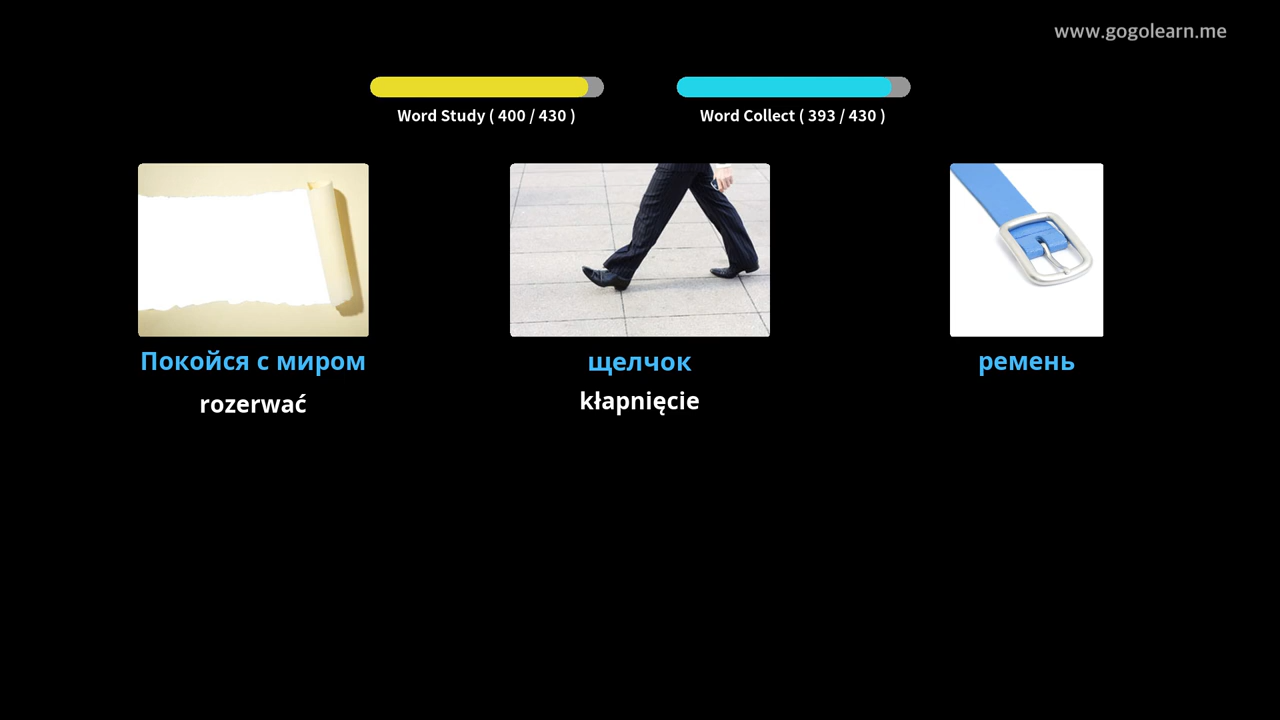 www.gogolearn.me
Word Study ( 400 / 430 )
Word Collect ( 393 / 430 )
Покойся с миром
rozerwać
щелчок
kłapnięcie
ремень